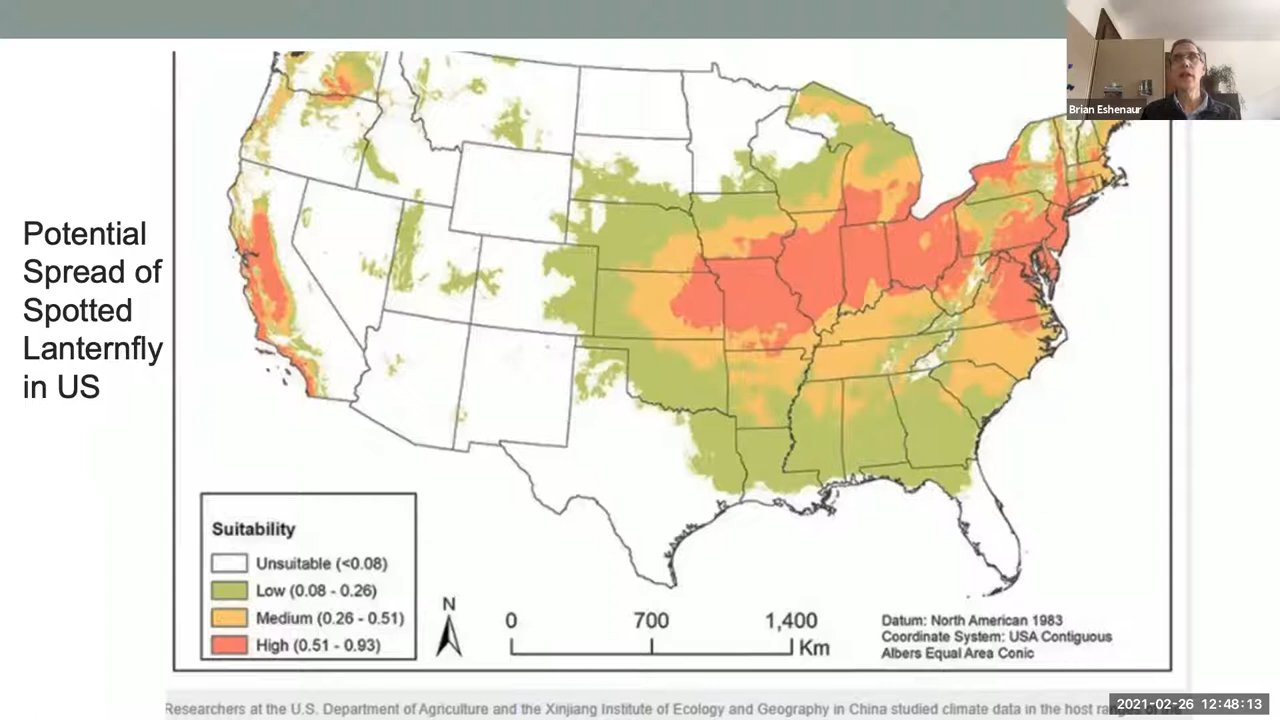 Brian Eshenaur
Potential
Spread of
Spotted
Lanternfly
in US
Suitability
Unsuitable (<0.08)
Low (0.08 - 0.26)
Medium (0.26 - 0.51)
High (0.51 - 0.93)
N
0 700 1,400
Km
Datum: North American 1983
Coordinate System: USA Contiguous
Albers Equal Area Conic
Researchers at the U.S. Department of Agriculture and the Xinjiang Institute of Ecology and Geography in China studied climate data in the host
2021-02-26 12:48:13